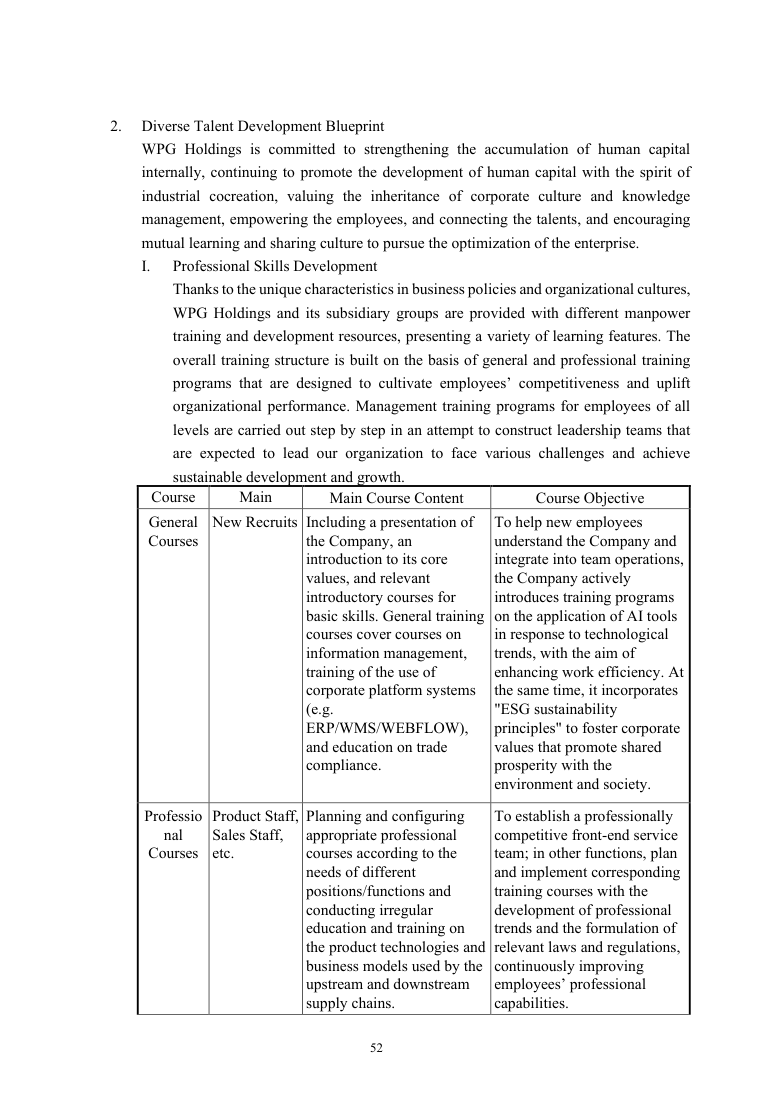 2. Diverse Talent Development Blueprint
WPG Holdings is committed to strengthening the accumulation of human capital
internally, continuing to promote the development of human capital with the spirit of
industrial cocreation, valuing the inheritance of corporate culture and knowledge
management, empowering the employees, and connecting the talents, and encouraging
mutual learning and sharing culture to pursue the optimization of the enterprise.
I. Professional Skills Development
Thanks to the unique characteristics in business policies and organizational cultures,
WPG Holdings and its subsidiary groups are provided with different manpower
training and development resources, presenting a variety of learning features. The
overall training structure is built on the basis of general and professional training
programs that are designed to cultivate employees’ competitiveness and uplift
organizational performance. Management training programs for employees of all
levels are carried out step by step in an attempt to construct leadership teams that
are expected to lead our organization to face various challenges and achieve
sustainable development and growth.
Course
Main
Main Course Content
Course Objective
General
Courses
New Recruits
Including a presentation of
the Company, an
introduction to its core
values, and relevant
introductory courses for
basic skills. General training
courses cover courses on
information management,
training of the use of
corporate platform systems
(e.g.
ERP/WMS/WEBFLOW),
and education on trade
compliance.
To help new employees
understand the Company and
integrate into team operations,
the Company actively
introduces training programs
on the application of AI tools
in response to technological
trends, with the aim of
enhancing work efficiency. At
the same time, it incorporates
"ESG sustainability
principles" to foster corporate
values that promote shared
prosperity with the
environment and society.
Professio
nal
Courses
Product Staff,
Sales Staff,
etc.
Planning and configuring
appropriate professional
courses according to the
needs of different
positions/functions and
conducting irregular
education and training on
the product technologies and
business models used by the
upstream and downstream
supply chains.
To establish a professionally
competitive front-end service
team; in other functions, plan
and implement corresponding
training courses with the
development of professional
trends and the formulation of
relevant laws and regulations,
continuously improving
employees’ professional
capabilities.
52